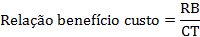 Relação benefício custo = RB/CT